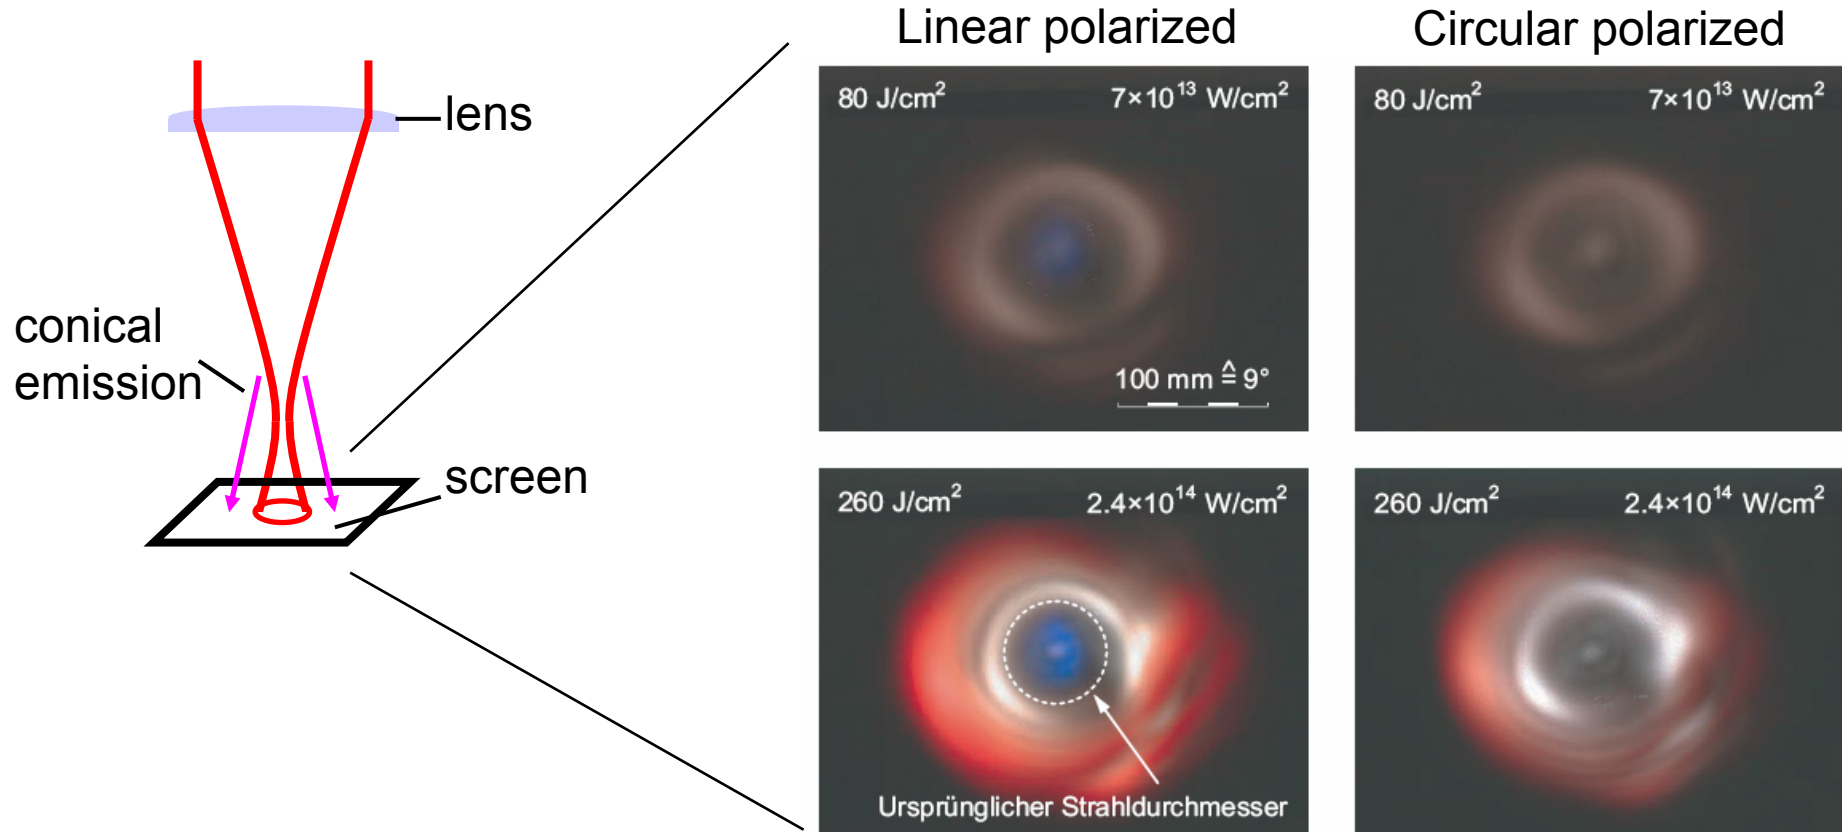 Linear polarized
Circular polarized
lens
conical
emission
screen
80 J/cm² 7×10¹³ W/cm²
100 mm ≙ 9°
80 J/cm² 7×10¹³ W/cm²
260 J/cm² 2.4×10¹⁴ W/cm²
Ursprünglicher Strahldurchmesser
260 J/cm² 2.4×10¹⁴ W/cm²